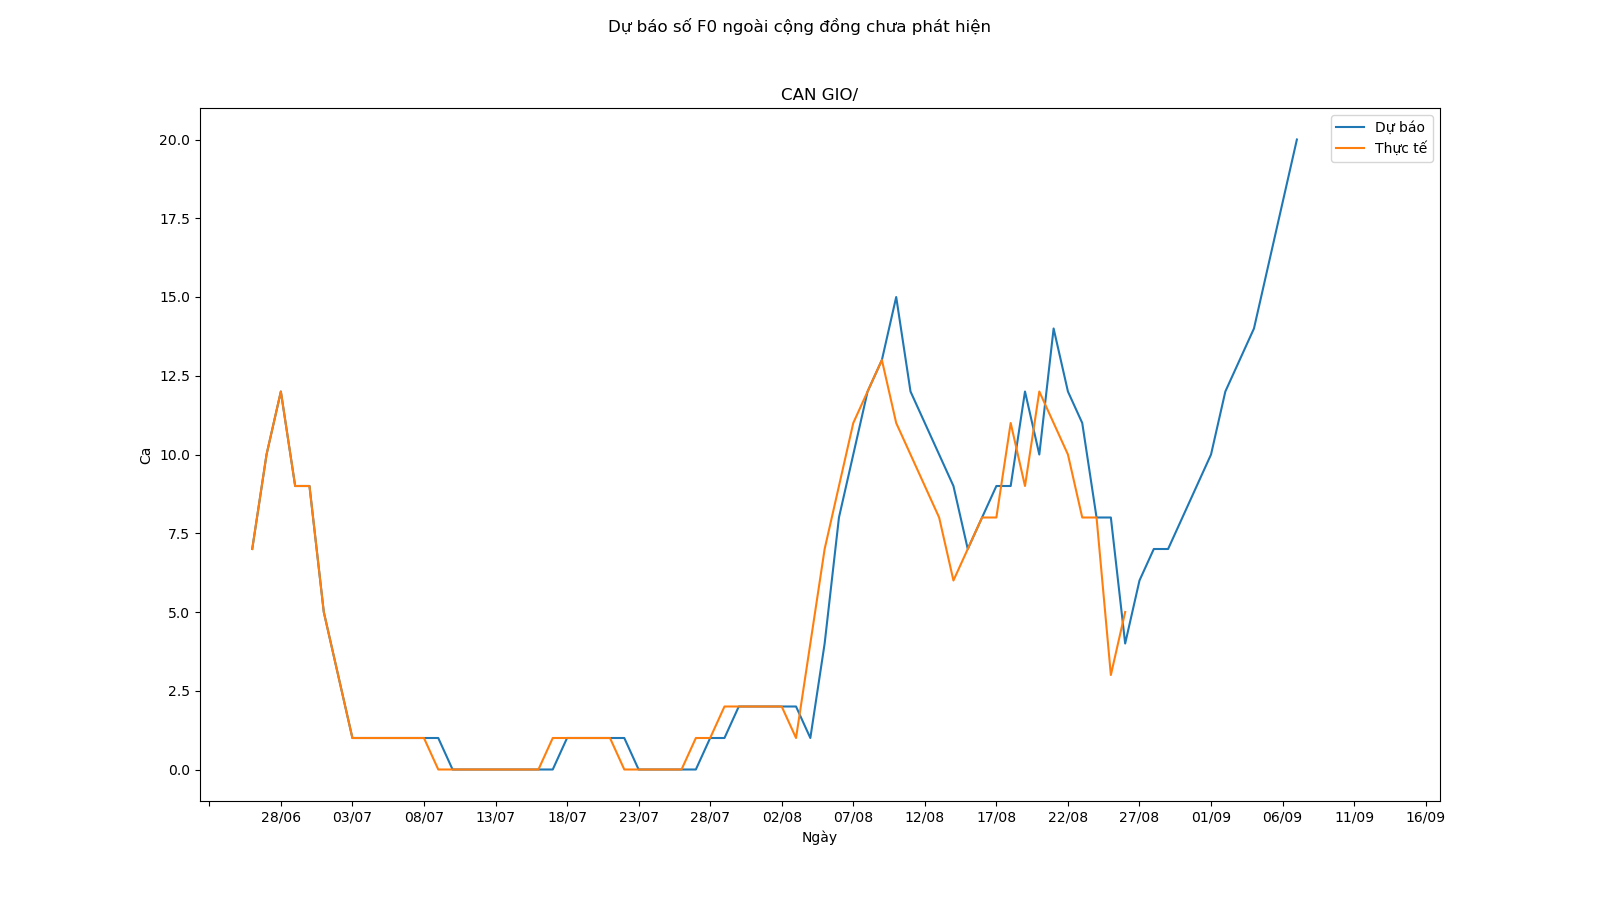 Dự báo số F0 ngoài cộng đồng chưa phát hiện
CAN GIO/
Dự báo
Thực tế
20.0
17.5
15.0
12.5
10.0
7.5
5.0
2.5
0.0
Ca
28/06 03/07 08/07 13/07 18/07 23/07 28/07 02/08 07/08 12/08 17/08 22/08 27/08 01/09 06/09 11/09 16/09
Ngày